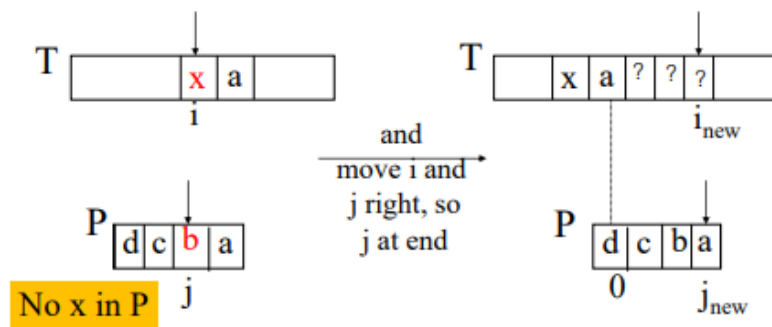 T x a
i
P d c b a
j
No x in P
and
move i and
j right, so
j at end
T x a ? ? ?
i new
P d c b a
0 j new